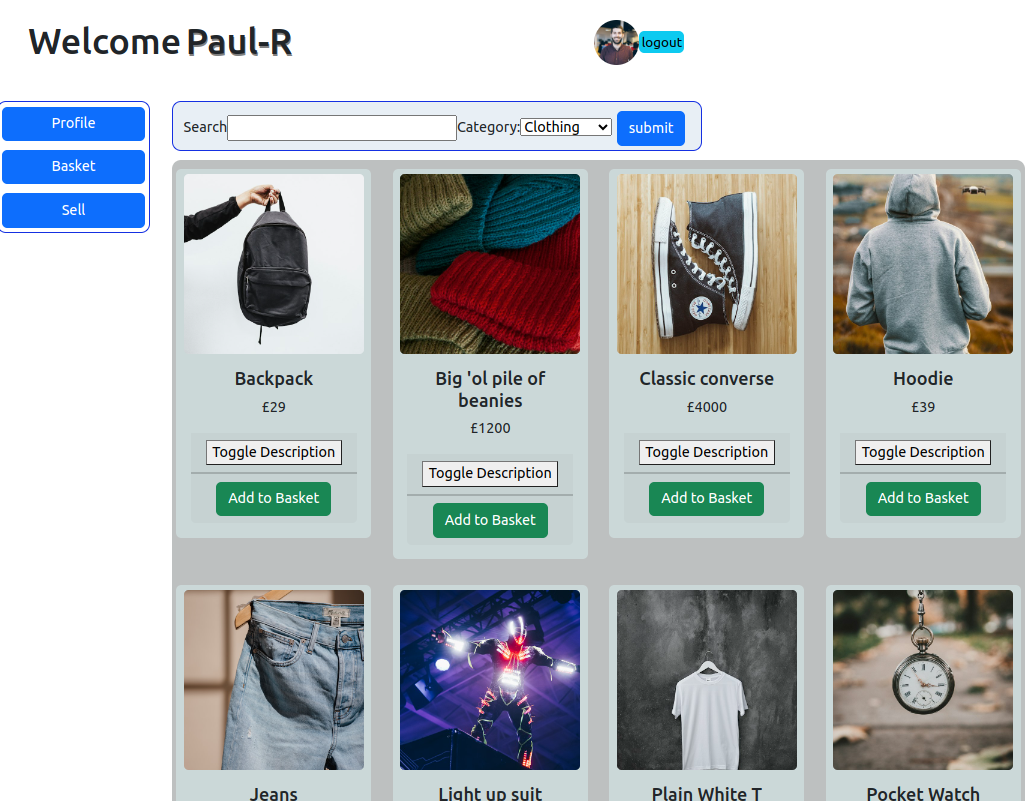 Welcome Paul-R
logout
Profile
Basket
Sell
Search Category: Clothing submit
Backpack
£29
Toggle Description
Add to Basket
Big 'ol pile of
beanies
£1200
Toggle Description
Add to Basket
Classic converse
£4000
Toggle Description
Add to Basket
Hoodie
£39
Toggle Description
Add to Basket
Jeans
Light up suit
Plain White T
Pocket Watch